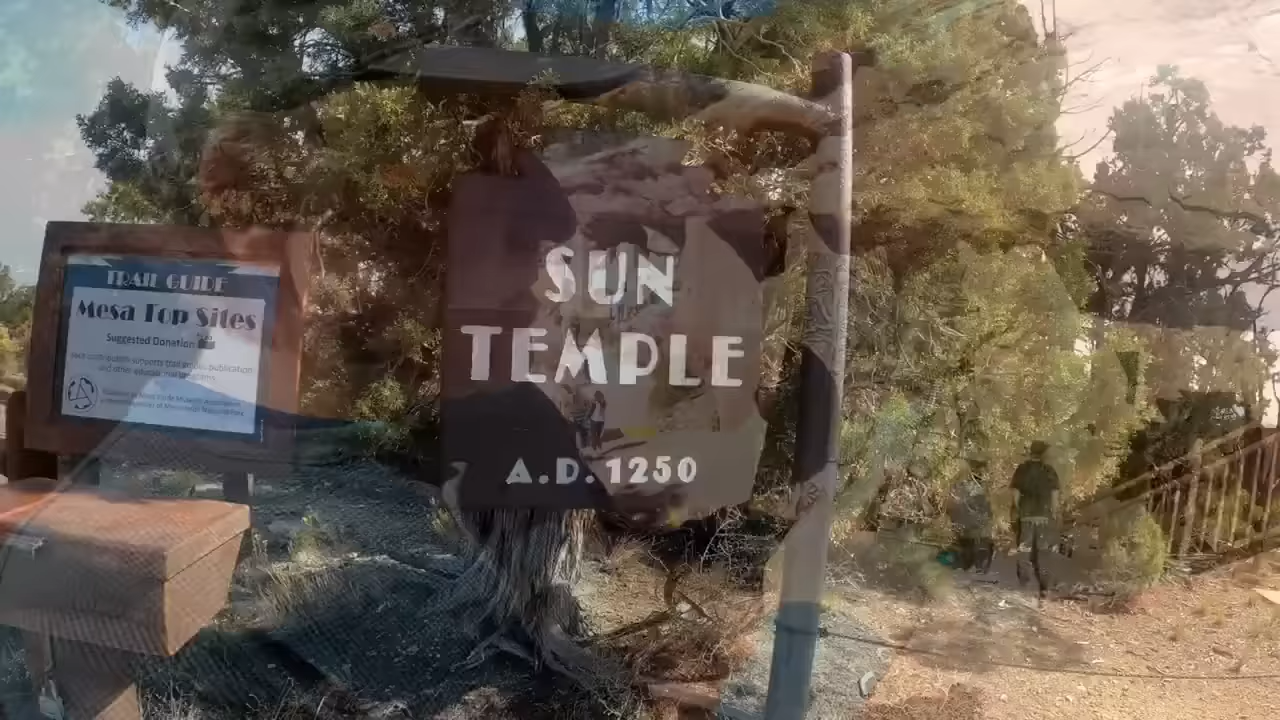 TRAIL GUIDE
Mesa Top Sites
Suggested Donation
SUN
TEMPLE
A.D. 1250